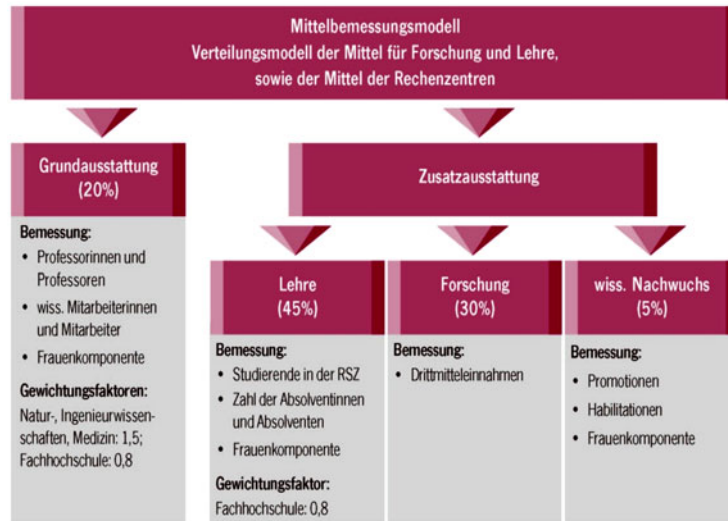 Mittelbemessungsmodell
Verteilungsmodell der Mittel für Forschung und Lehre,
sowie der Mittel der Rechenzentren
Grundausstattung
(20%)
Bemessung:
• Professorinnen und
Professoren
• wiss. Mitarbeiterinnen
und Mitarbeiter
• Frauenkomponente
Gewichtungsfaktoren:
Natur-, Ingenieurwissen-
schaften, Medizin: 1,5;
Fachhochschule: 0,8
Zusatzausstattung
Lehre
(45%)
Bemessung:
• Studierende in der RSZ
• Zahl der Absolventinnen
und Absolventen
• Frauenkomponente
Gewichtungsfaktor:
Fachhochschule: 0,8
Forschung
(30%)
Bemessung:
• Drittmitteleinnahmen
wiss. Nachwuchs
(5%)
Bemessung:
• Promotionen
• Habilitationen
• Frauenkomponente